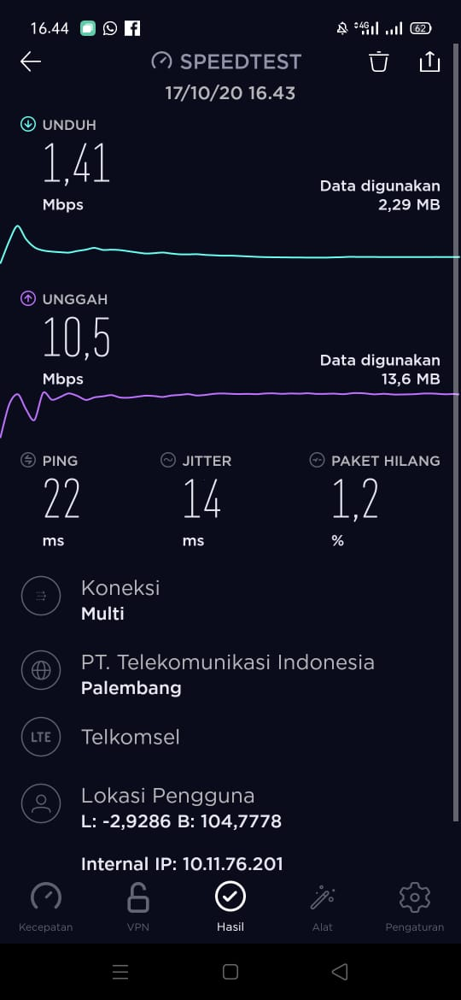 16.44
4G
62
SPEEDTEST
17/10/20 16.43
UNDUH
1,41
Mbps
Data digunakan
2,29 MB
UNGGAH
10,5
Mbps
Data digunakan
13,6 MB
PING
JITTER
PAKET HILANG
22
14
1,2
ms
ms
%
Koneksi
Multi
PT. Telekomunikasi Indonesia
Palembang
LTE
Telkomsel
Lokasi Pengguna
L: -2,9286 B: 104,7778
Internal IP: 10.11.76.201
Kecepatan
VPN
Hasil
Alat
Pengaturan